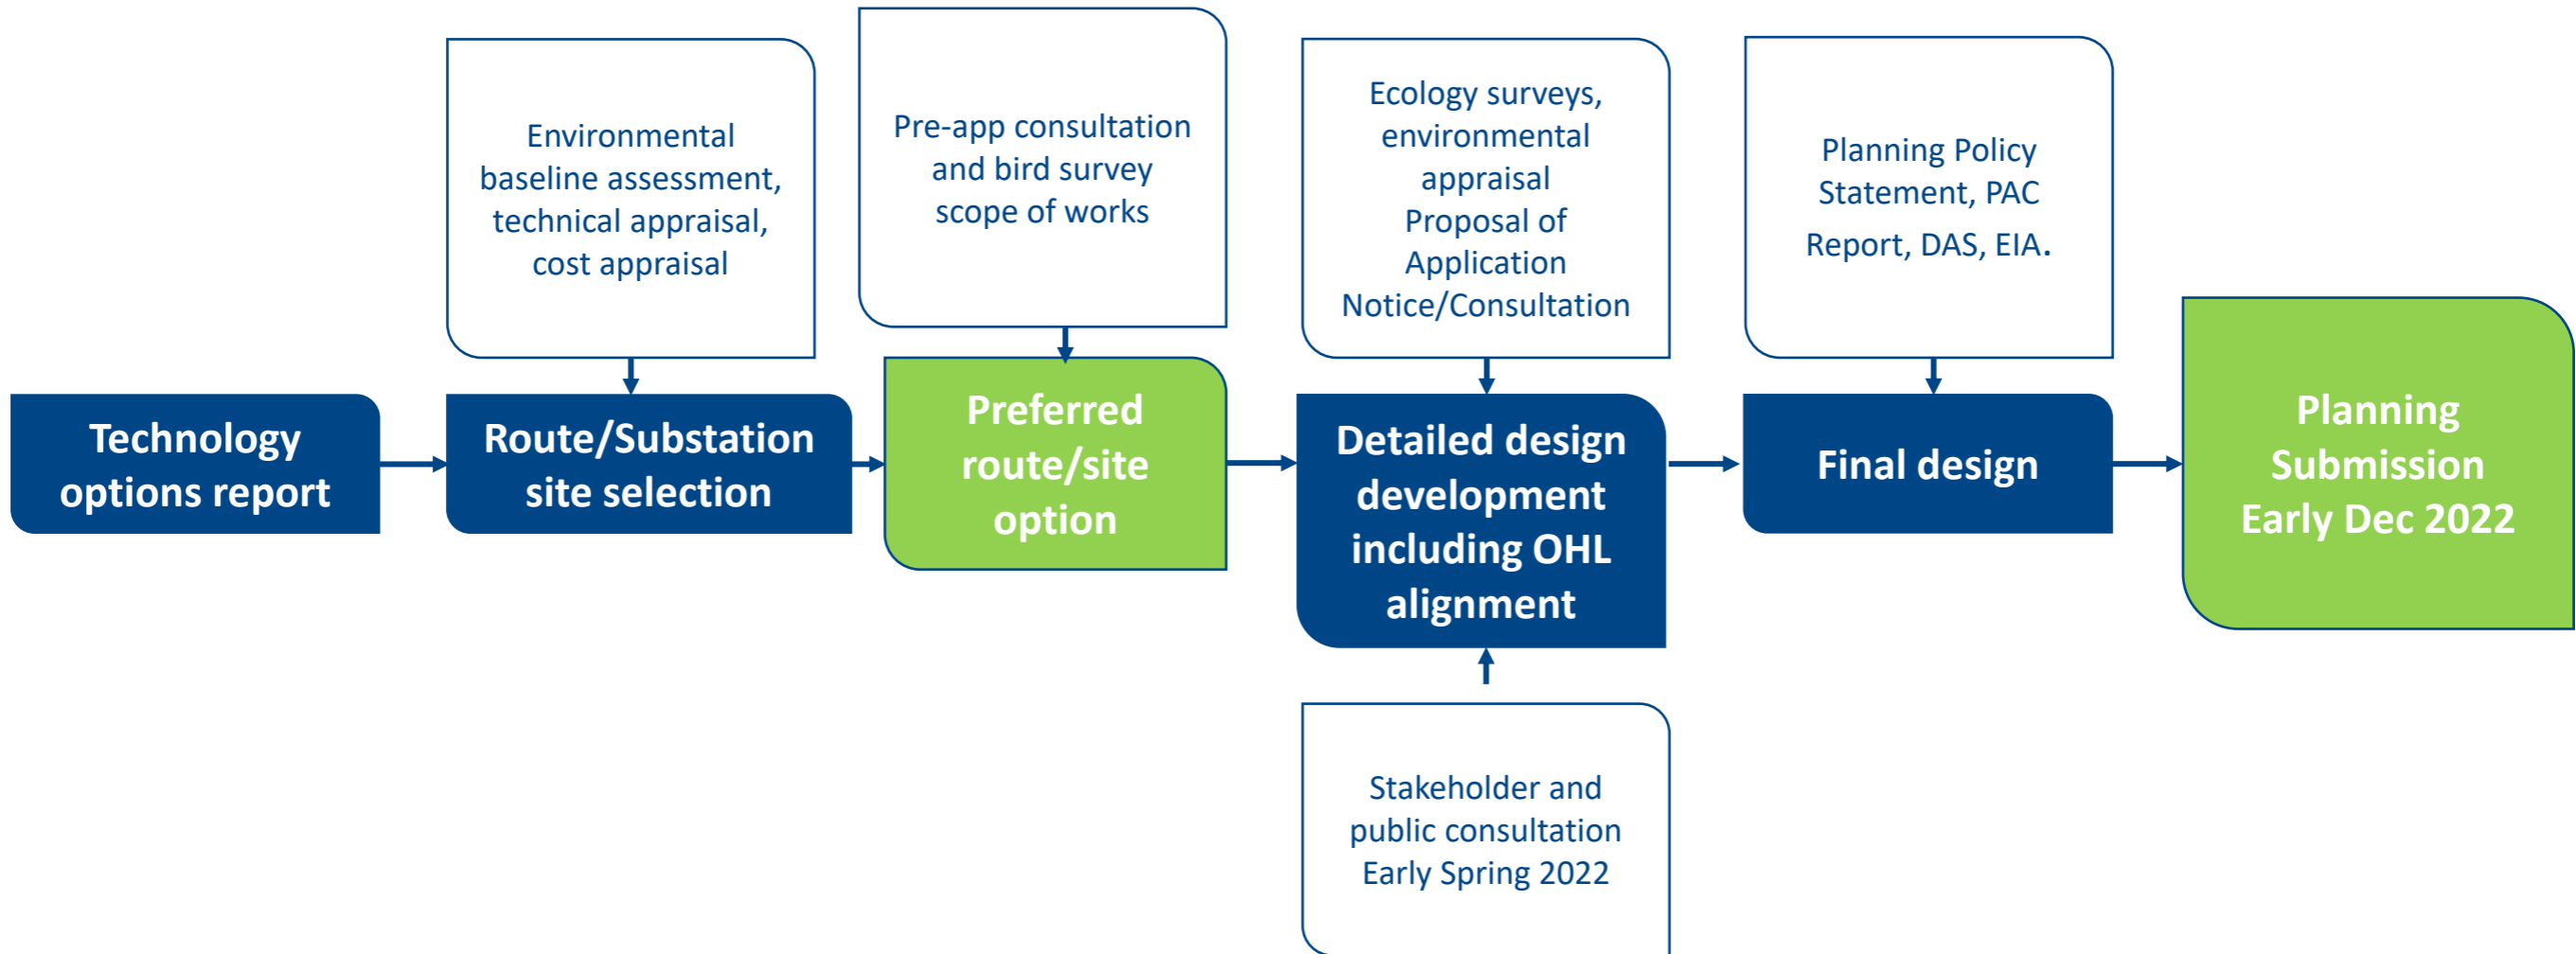 Environmental
baseline assessment,
technical appraisal,
cost appraisal
Pre-app consultation
and bird survey
scope of works
Ecology surveys,
environmental
appraisal
Proposal of
Application
Notice/Consultation
Planning Policy
Statement, PAC
Report, DAS, EIA.
Technology
options report
Route/Substation
site selection
Preferred
route/site
option
Detailed design
development
including OHL
alignment
Final design
Planning
Submission
Early Dec 2022
Stakeholder and
public consultation
Early Spring 2022